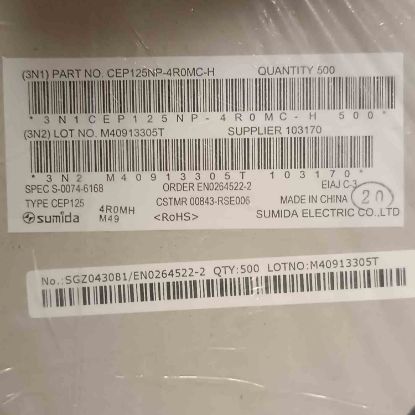 (3N1) PART NO. CEP125NP-4R0MC-H QUANTITY 500
*3N1CEP125NP-4R0MC-H 500*
(3N2) LOT NO. M40913305T SUPPLIER 103170
*3N2 M40913305T 103170*
SPEC S-0074-6168 ORDER EN0264522-2 EIAJ C-3
TYPE CEP125 CSTMR 00843-RSE006 MADE IN CHINA 20
sumida 4R0MH <RoHS> SUMIDA ELECTRIC CO.,LTD
M49
No.:SGZ043081/EN0264522-2 QTY:500 LOTNO:M40913305T